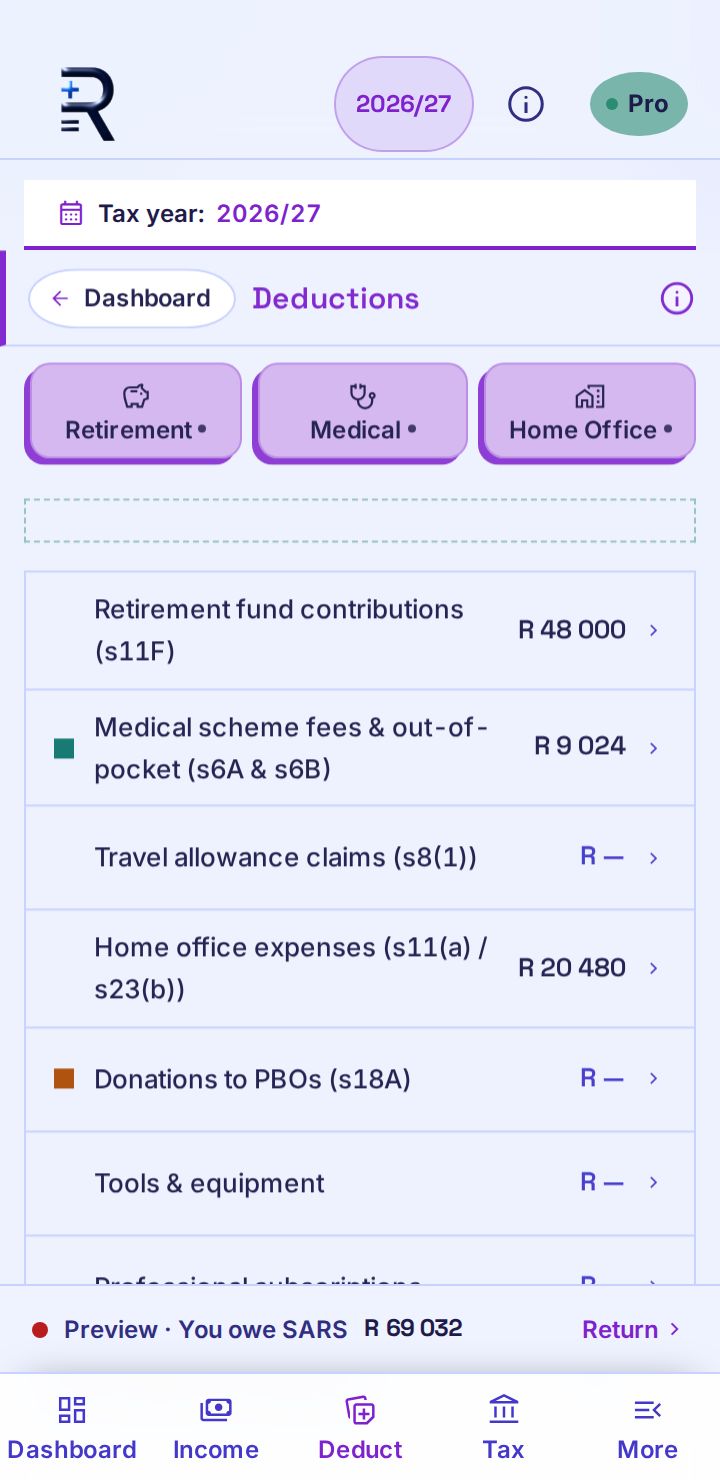 R
2026/27
Pro
Tax year: 2026/27
Dashboard
Deductions
Retirement •
Medical •
Home Office •
Retirement fund contributions
(s11F)
R 48 000
Medical scheme fees & out-of-
pocket (s6A & s6B)
R 9 024
Travel allowance claims (s8(1))
R —
Home office expenses (s11(a) /
s23(b))
R 20 480
Donations to PBOs (s18A)
R —
Tools & equipment
R —
Professional subscriptions
R —
Preview · You owe SARS R 69 032
Return
Dashboard
Income
Deduct
Tax
More